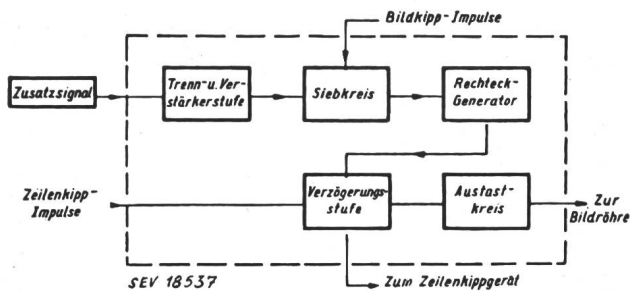 Bildkipp-Impulse
Zusatzsignal
Trenn-u. Ver-
stärkerstufe
Siebkreis
Rechteck-
Generator
Zeilenkipp-
Impulse
Verzögerungs-
stufe
Austast-
kreis
Zur
Bildröhre
SEV 18537
Zum Zeilenkippgerät